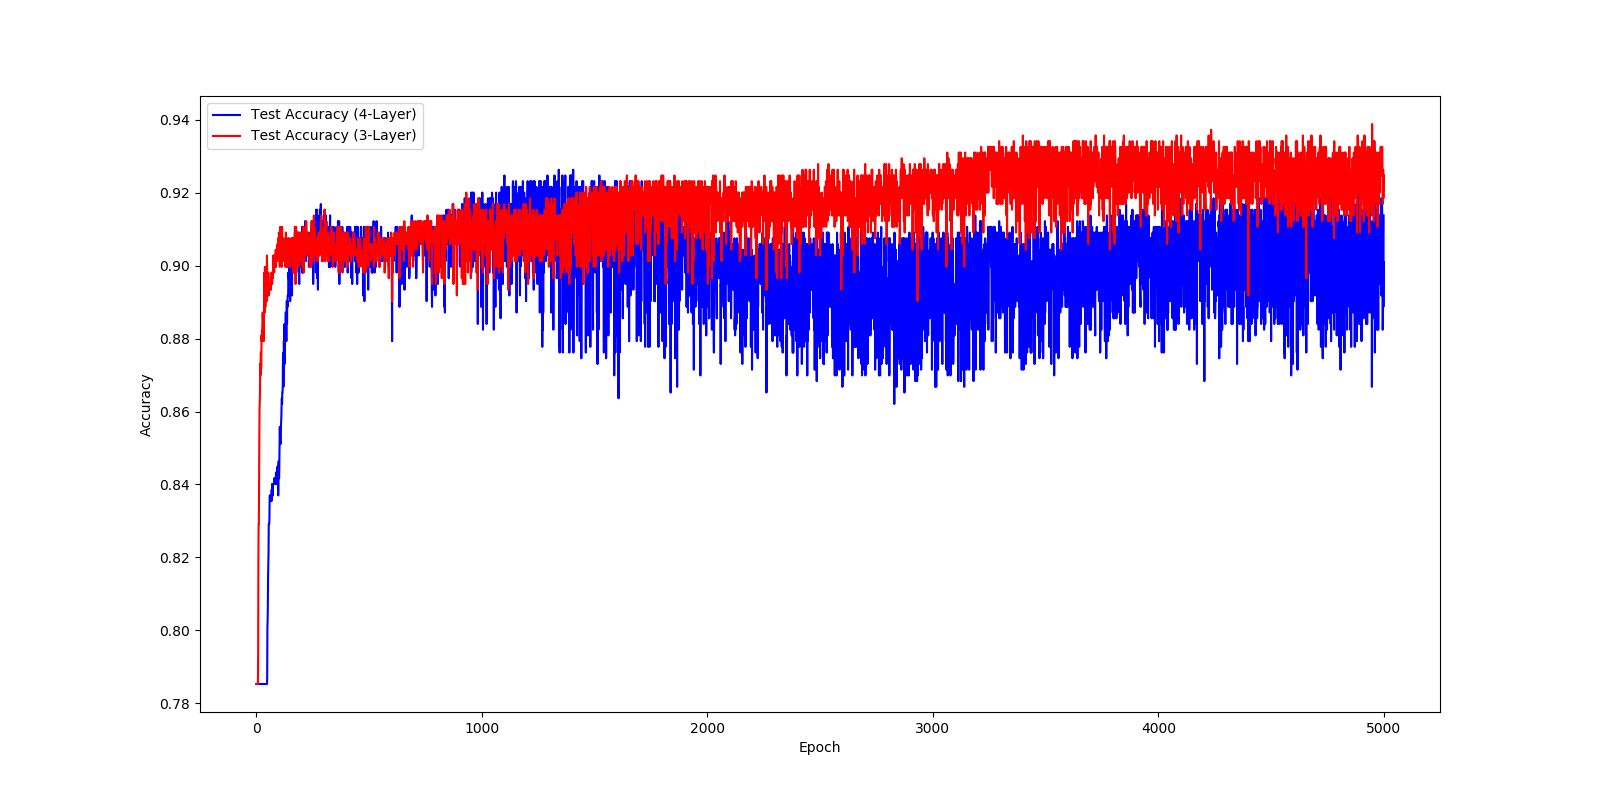 Test Accuracy (4-Layer)
Test Accuracy (3-Layer)
0.94
0.92
0.90
0.88
0.86
0.84
0.82
0.80
0.78
Accuracy
0 1000 2000 3000 4000 5000
Epoch